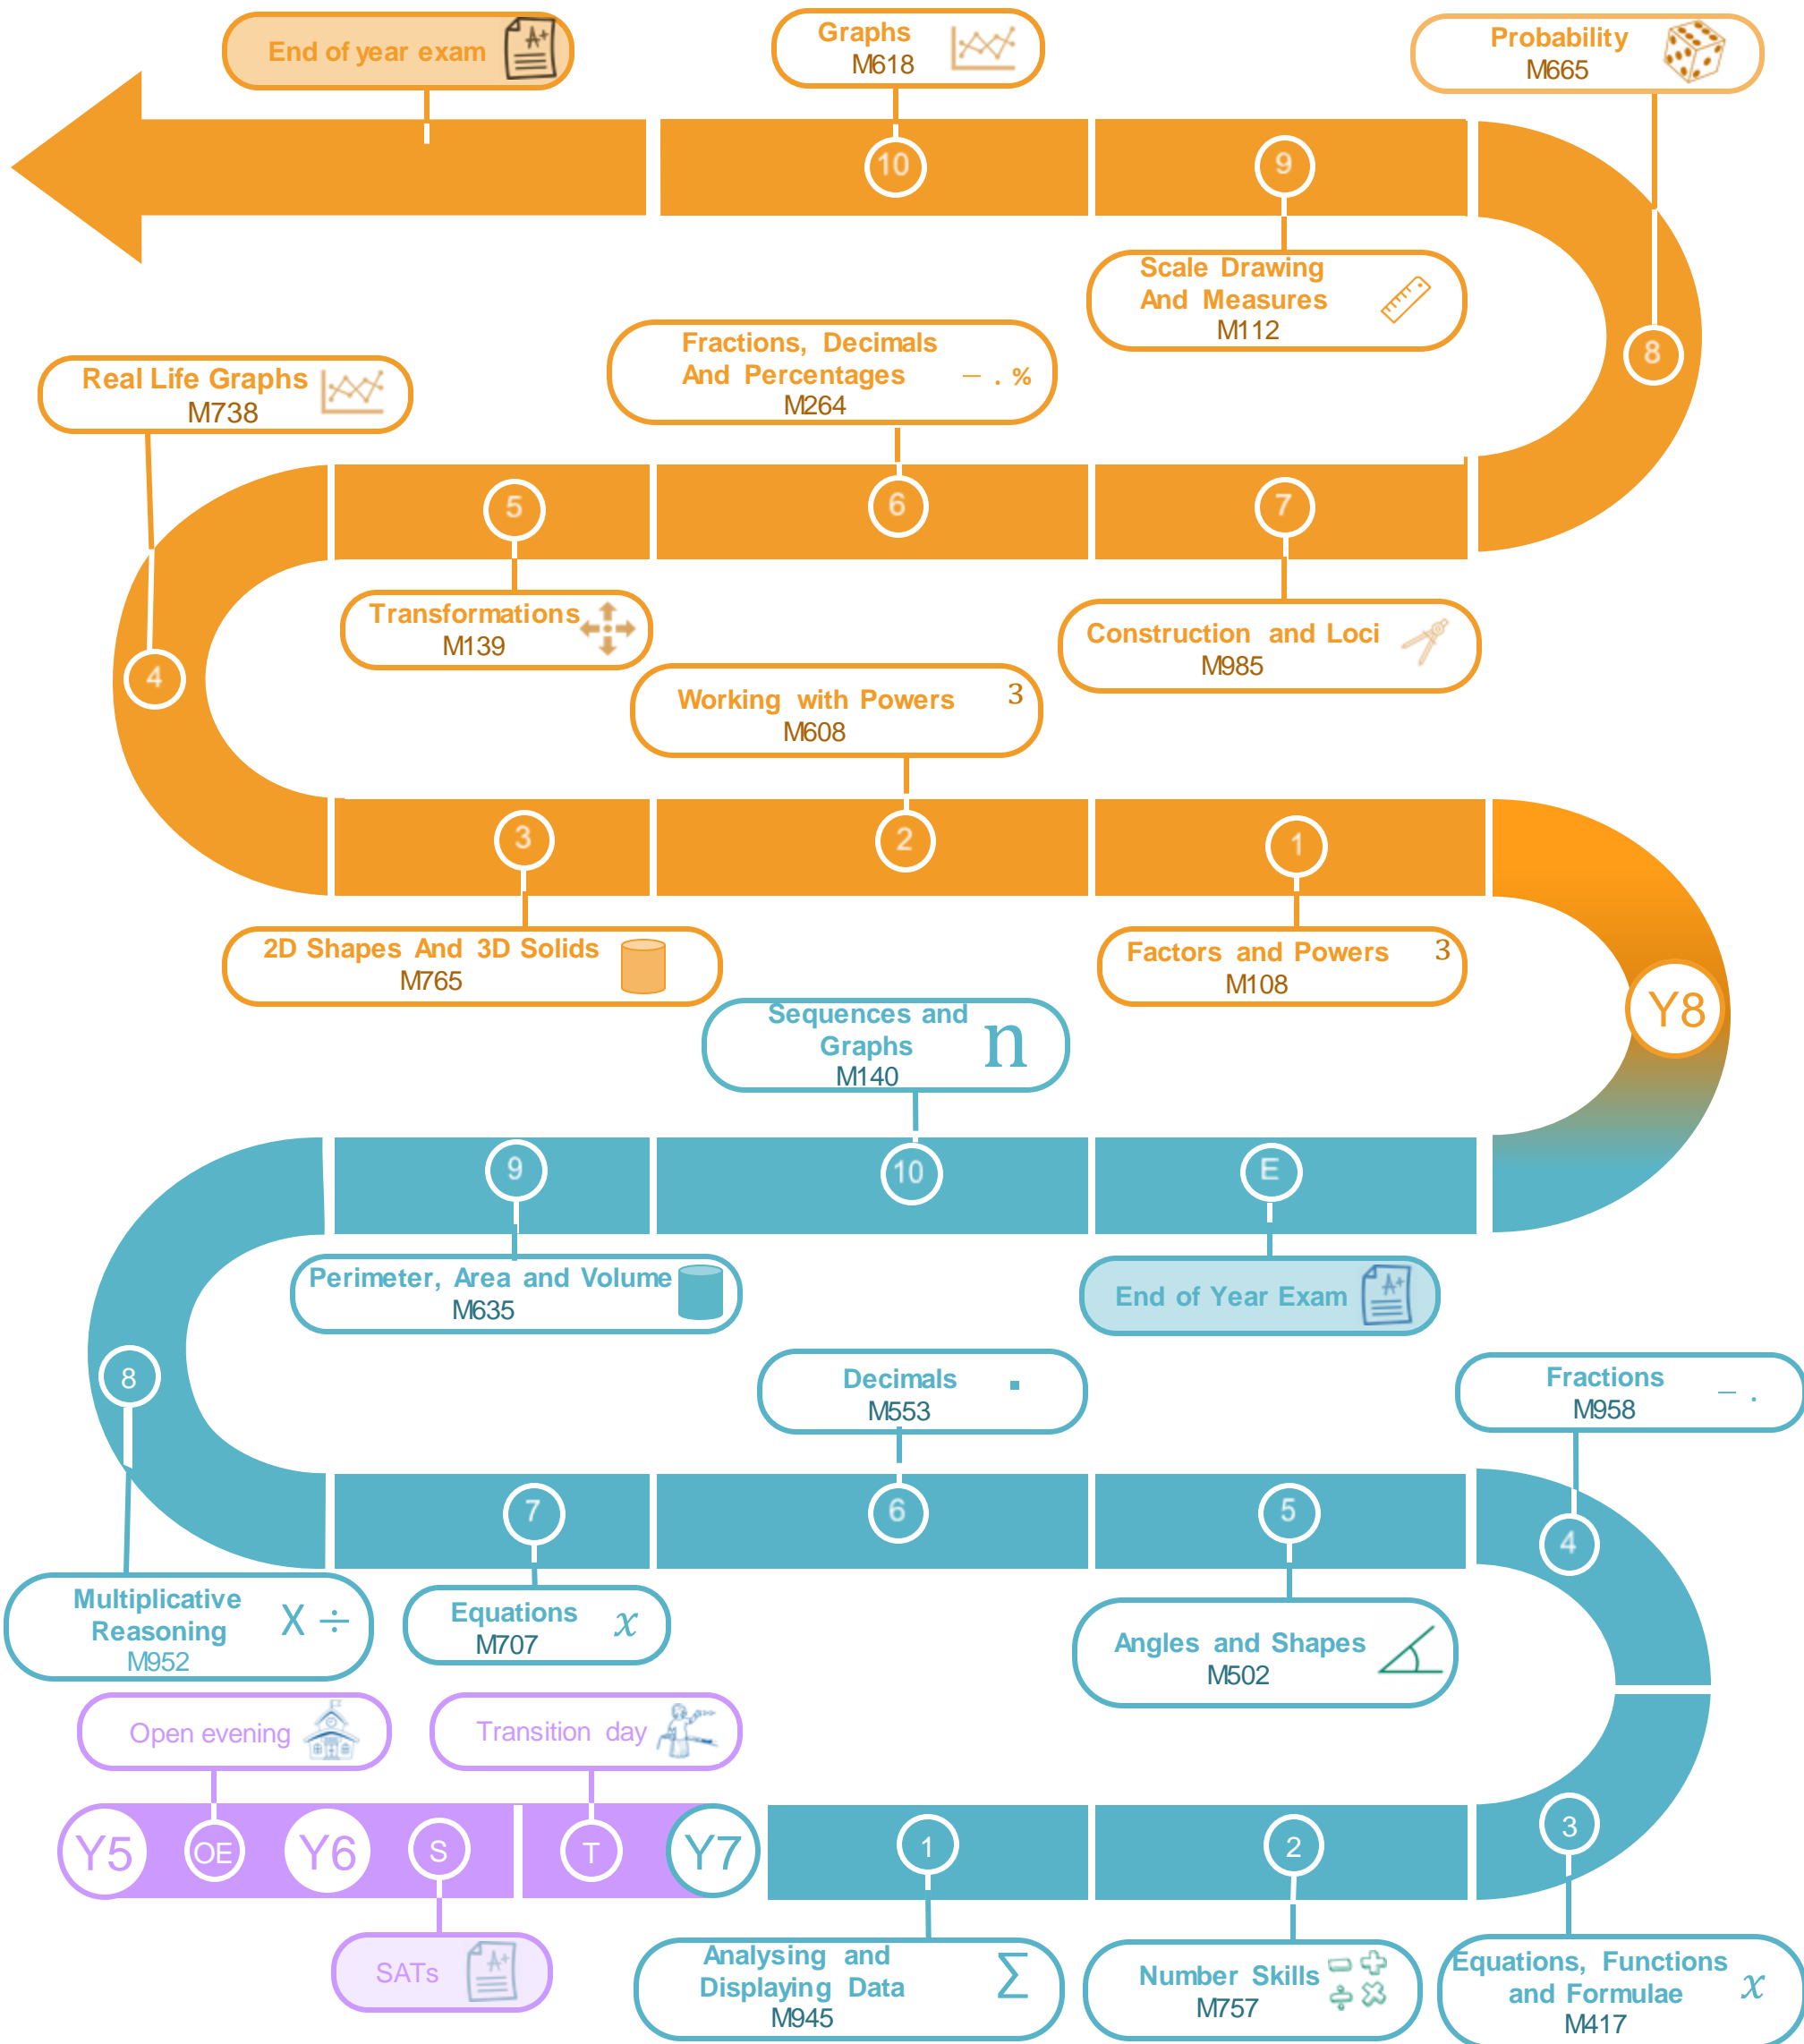 End of year exam
Graphs
M618
Probability
M665
10
9
Scale Drawing
And Measures
M112
8
Fractions, Decimals
And Percentages
M264
– . %
Real Life Graphs
M738
5
6
7
Transformations
M139
Construction and Loci
M985
4
Working with Powers
M608
3
3
2
1
2D Shapes And 3D Solids
M765
Factors and Powers
M108
3
Y8
Sequences and
Graphs
M140
n
9
10
E
Perimeter, Area and Volume
M635
End of Year Exam
8
Decimals
M553
.
Fractions
M958
– .
7
6
5
4
Multiplicative
Reasoning
M952
X ÷
Equations
M707
x
Angles and Shapes
M502
Open evening
Transition day
Y5
OE
Y6
S
T
Y7
1
2
3
SATs
Analysing and
Displaying Data
M945
Σ
Number Skills
M757
Equations, Functions
and Formulae
M417
x